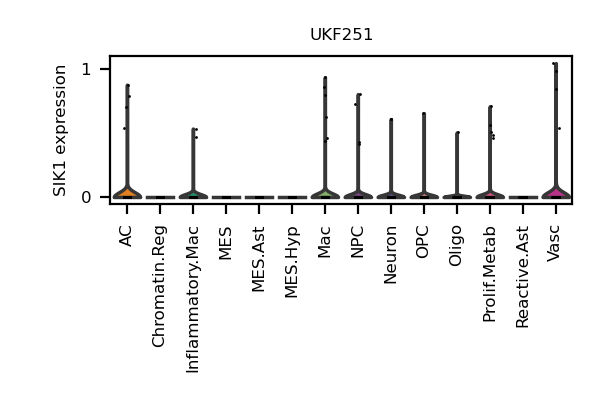 UKF251
SIK1 expression
1
0
AC
Chromatin.Reg
Inflammatory.Mac
MES
MES.Ast
MES.Hyp
Mac
NPC
Neuron
OPC
Oligo
Prolif.Metab
Reactive.Ast
Vasc